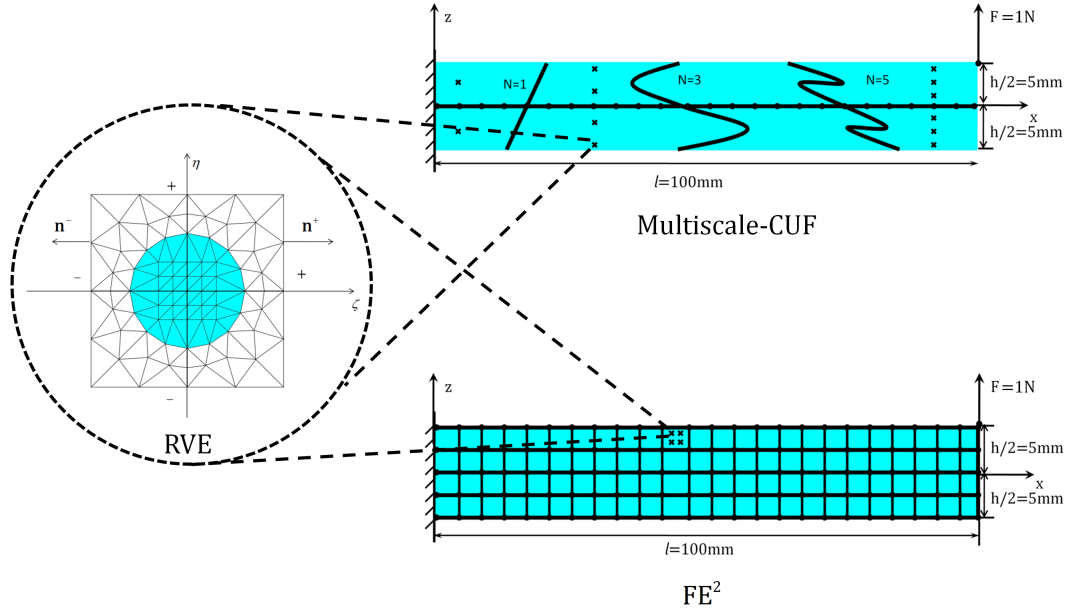 z
F = 1N
N=1
N=3
N=5
h/2=5mm
x
h/2=5mm
l=100mm
Multiscale-CUF
η
+
n⁻
n⁺
−
+
ζ
−
RVE
z
F=1N
h/2=5mm
x
h/2=5mm
l=100mm
FE²